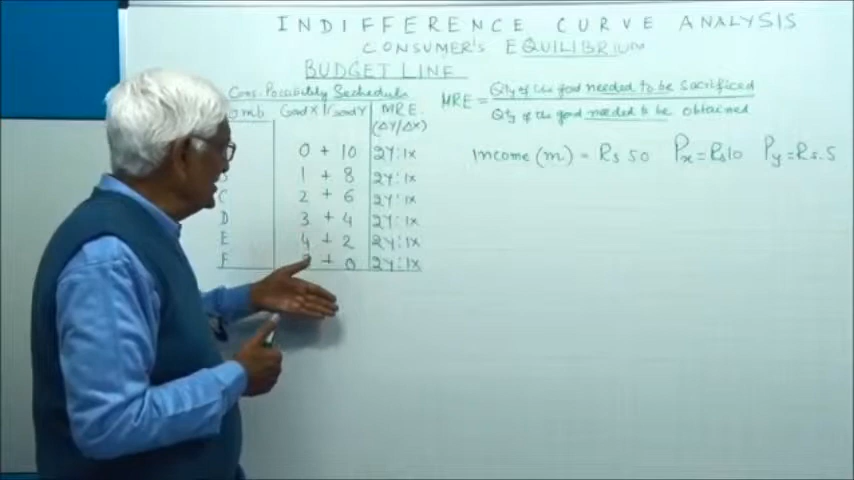 INDIFFERENCE CURVE ANALYSIS
CONSUMER'S EQUILIBRIUM
BUDGET LINE
Cons. Possibility Sechedule
omb. Good X + Good Y MRE.
(ΔY/ΔX)
0 + 10 2Y:1X
B 1 + 8 2Y:1X
C 2 + 6 2Y:1X
D 3 + 4 2Y:1X
E 4 + 2 2Y:1X
F + 0 2Y:1X
MRE = Qty of the good needed to be sacrificed
Qty of the good needed to be obtained
Income (m) = Rs 50 Px = Rs10 Py = Rs.5